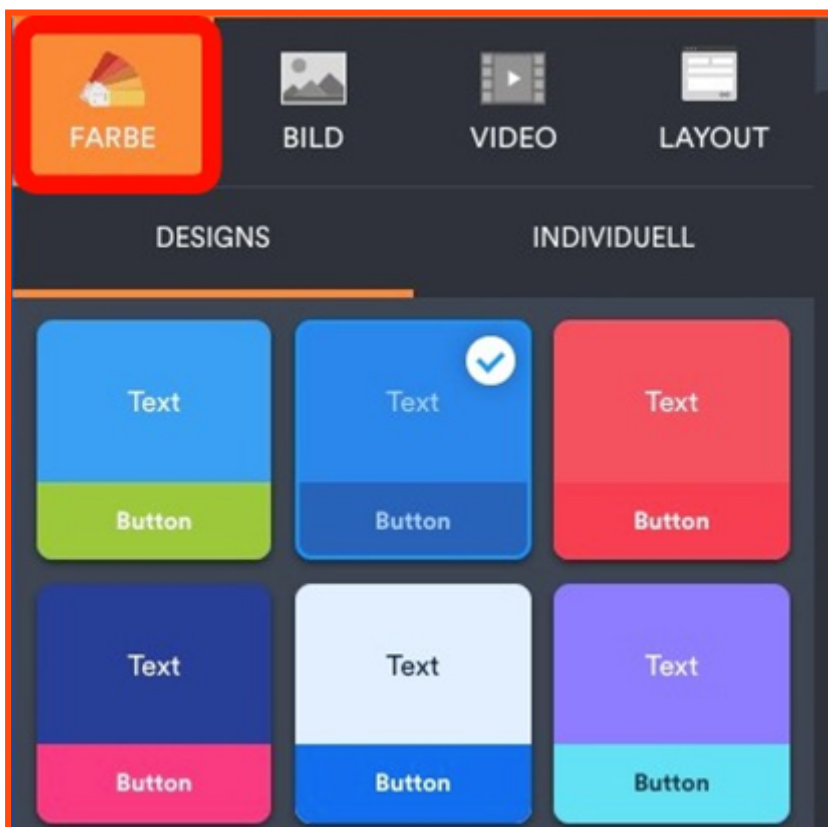 FARBE BILD VIDEO LAYOUT
DESIGNS INDIVIDUELL
Text Text Text
Button Button Button
Text Text Text
Button Button Button